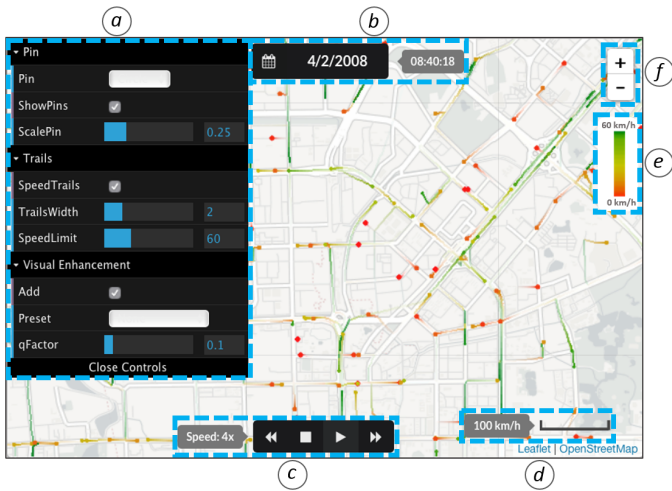 a
b
▾ Pin
Pin
ShowPins
ScalePin 0.25
▾ Trails
SpeedTrails
TrailsWidth 2
SpeedLimit 60
▾ Visual Enhancement
Add
Preset
qFactor 0.1
Close Controls
4/2/2008 08:40:18
+
−
f
60 km/h
0 km/h
e
Speed: 4x
c
100 km/h
Leaflet | OpenStreetMap
d